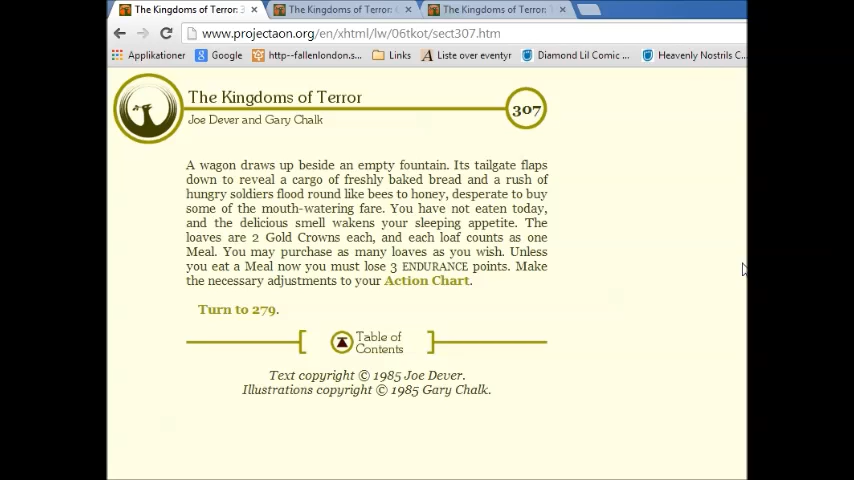 The Kingdoms of Terror: 3
The Kingdoms of Terror:
The Kingdoms of Terror:
www.projectaon.org/en/xhtml/lw/06tkot/sect307.htm
Applikationer Google http--fallenlondon.st... Links Liste over eventyr Diamond Lil Comic ... Heavenly Nostrils C...
The Kingdoms of Terror
307
Joe Dever and Gary Chalk
A wagon draws up beside an empty fountain. Its tailgate flaps
down to reveal a cargo of freshly baked bread and a rush of
hungry soldiers flood round like bees to honey, desperate to buy
some of the mouth-watering fare. You have not eaten today,
and the delicious smell wakens your sleeping appetite. The
loaves are 2 Gold Crowns each, and each loaf counts as one
Meal. You may purchase as many loaves as you wish. Unless
you eat a Meal now you must lose 3 ENDURANCE points. Make
the necessary adjustments to your Action Chart.
Turn to 279.
Table of
Contents
Text copyright © 1985 Joe Dever.
Illustrations copyright © 1985 Gary Chalk.